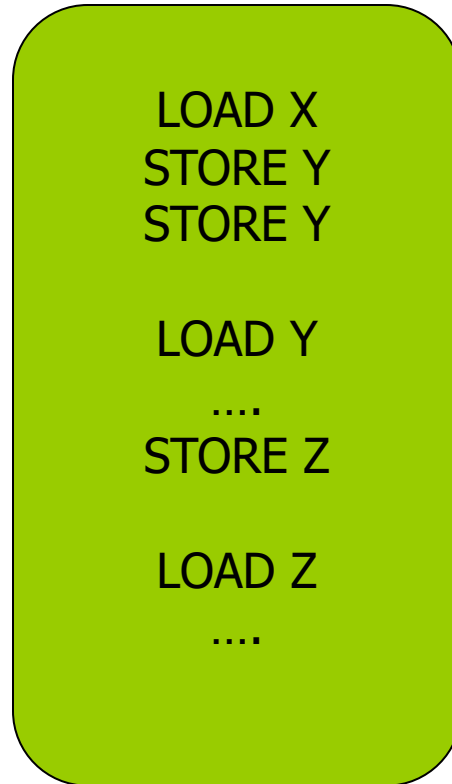 LOAD X
STORE Y
STORE Y
LOAD Y
....
STORE Z
LOAD Z
....